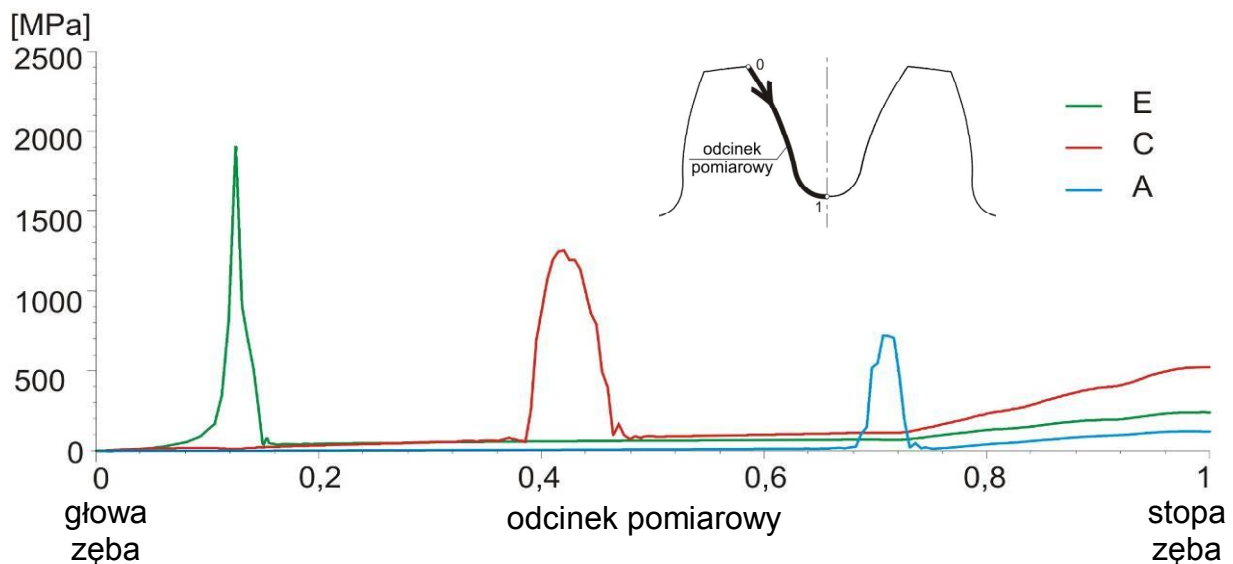 [MPa]
2500
2000
1500
1000
500
0
0
odcinek
pomiarowy
1
E
C
A
0
0,2
0,4
0,6
0,8
1
głowa
zęba
odcinek pomiarowy
stopa
zęba